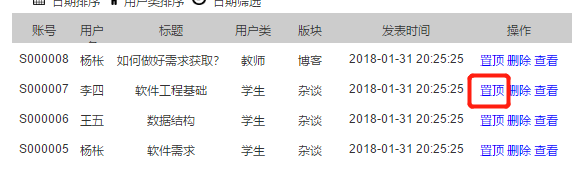 日期排序 用户类排序 日期筛选
账号 用户 标题 用户类 版块 发表时间 操作
S000008 杨枨 如何做好需求获取? 教师 博客 2018-01-31 20:25:25 置顶 删除 查看
S000007 李四 软件工程基础 学生 杂谈 2018-01-31 20:25:25 置顶 删除 查看
S000006 王五 数据结构 学生 杂谈 2018-01-31 20:25:25 置顶 删除 查看
S000005 杨枨 软件需求 学生 杂谈 2018-01-31 20:25:25 置顶 删除 查看